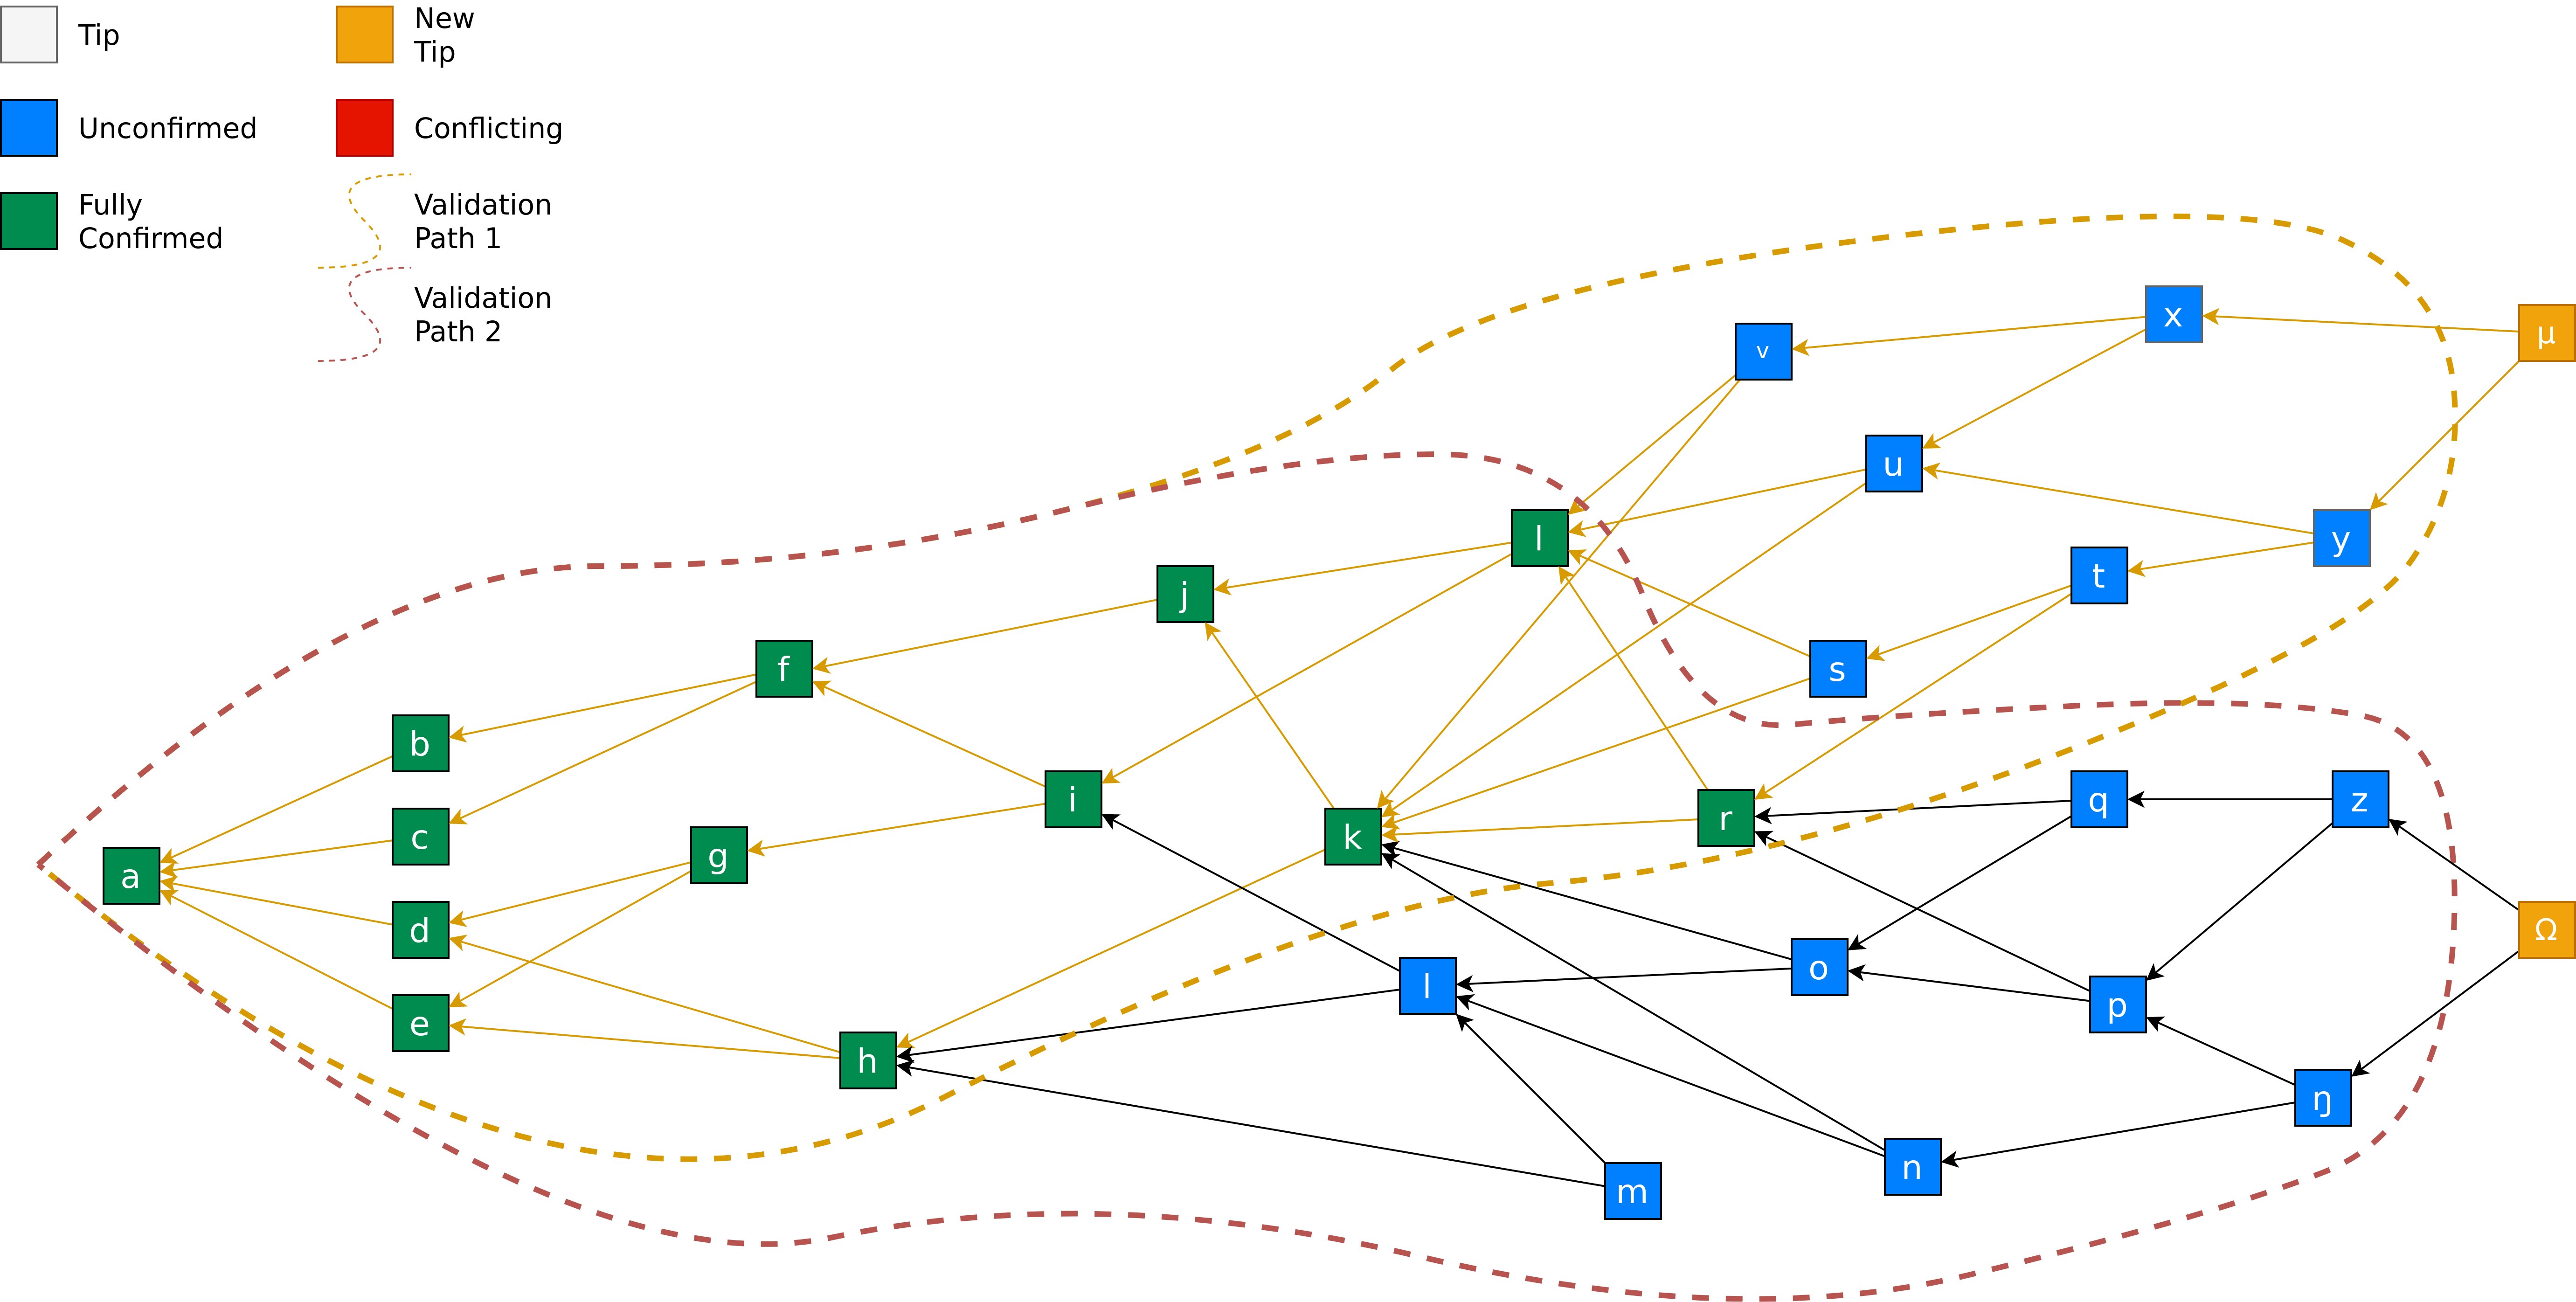 Tip
New
Tip
Unconfirmed
Conflicting
Fully
Confirmed
Validation
Path 1
Validation
Path 2
x
µ
v
u
l
y
t
j
f
s
b
i
q
z
r
c
k
g
a
d
o
Ω
l
p
e
h
ŋ
n
m